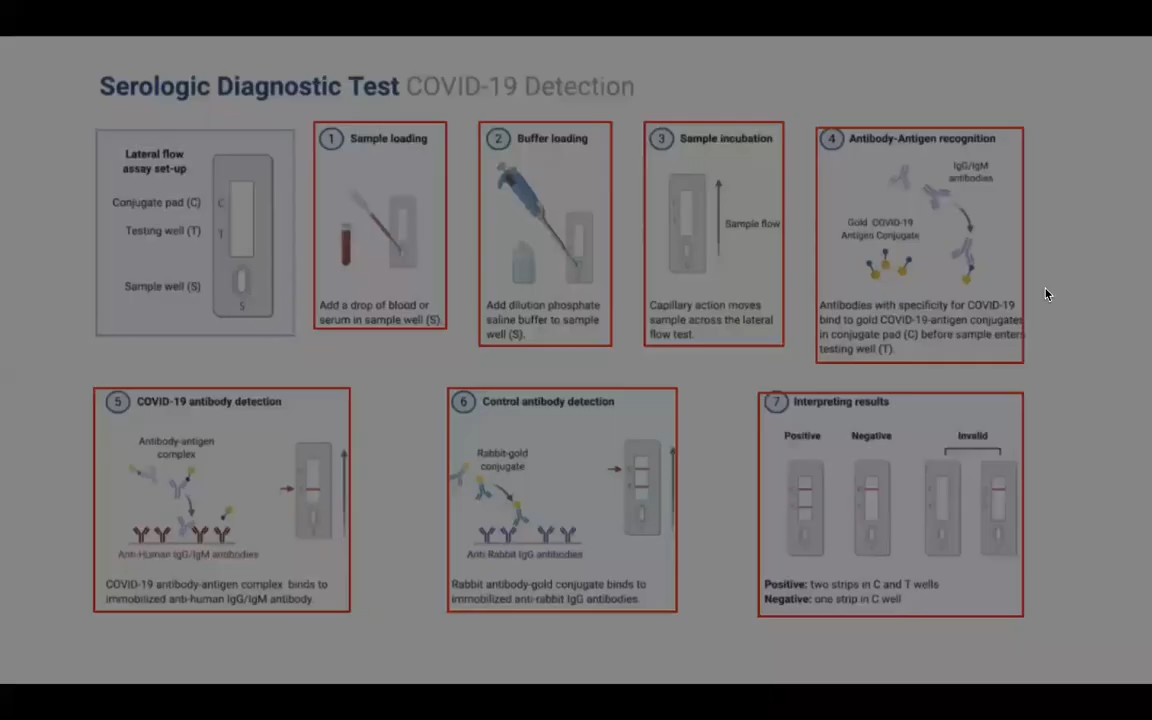 Serologic Diagnostic Test COVID-19 Detection
Lateral flow
assay set-up
Conjugate pad (C)
Testing well (T)
Sample well (S)
C
T
S
1 Sample loading
Add a drop of blood or
serum in sample well (S).
2 Buffer loading
Add dilution phosphate
saline buffer to sample
well (S).
3 Sample incubation
Sample flow
Capillary action moves
sample across the lateral
flow test.
4 Antibody-Antigen recognition
IgG/IgM
antibodies
Gold COVID-19
Antigen Conjugate
Antibodies with specificity for COVID-19
bind to gold COVID-19-antigen conjugates
in conjugate pad (C) before sample enters
testing well (T).
5 COVID-19 antibody detection
Antibody-antigen
complex
Anti-Human IgG/IgM antibodies
COVID-19 antibody-antigen complex binds to
immobilized anti-human IgG/IgM antibody.
6 Control antibody detection
Rabbit-gold
conjugate
Anti Rabbit IgG antibodies
Rabbit antibody-gold conjugate binds to
immobilized anti-rabbit IgG antibodies.
7 Interpreting results
Positive Negative Invalid
Positive: two strips in C and T wells
Negative: one strip in C well